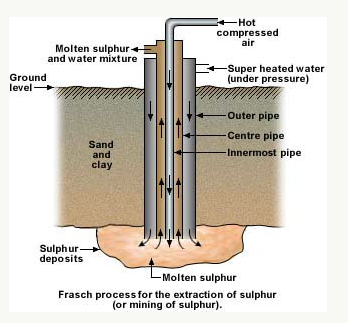 Hot
compressed
air
Molten sulphur
and water mixture
Super heated water
(under pressure)
Ground
level
Outer pipe
Sand
and
clay
Centre pipe
Innermost pipe
Sulphur
deposits
Molten sulphur
Frasch process for the extraction of sulphur
(or mining of sulphur).